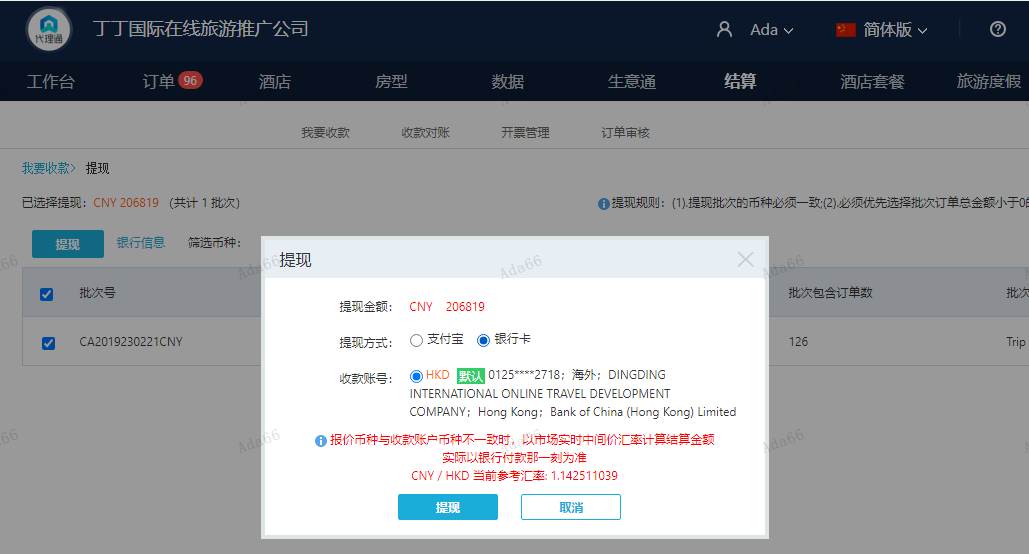 代理通
丁丁国际在线旅游推广公司
Ada
简体版
工作台 订单 96 酒店 房型 数据 生意通 结算 酒店套餐 旅游度假
我要收款 收款对账 开票管理 订单审核
我要收款> 提现
已选择提现: CNY 206819 (共计 1 批次)
提现规则: (1).提现批次的币种必须一致;(2).必须优先选择批次订单总金额小于0的
提现 银行信息 筛选币种:
批次号 批次包含订单数 批次
CA2019230221CNY 126 Trip
提现
提现金额: CNY 206819
提现方式: 支付宝 银行卡
收款账号: HKD 默认 0125****2718；海外；DINGDING
INTERNATIONAL ONLINE TRAVEL DEVELOPMENT
COMPANY；Hong Kong；Bank of China (Hong Kong) Limited
报价币种与收款账户币种不一致时，以市场实时中间价汇率计算结算金额
实际以银行付款那一刻为准
CNY / HKD 当前参考汇率: 1.142511039
提现 取消
Ada66
Ada66
Ada66
Ada66
Ada66
Ada66